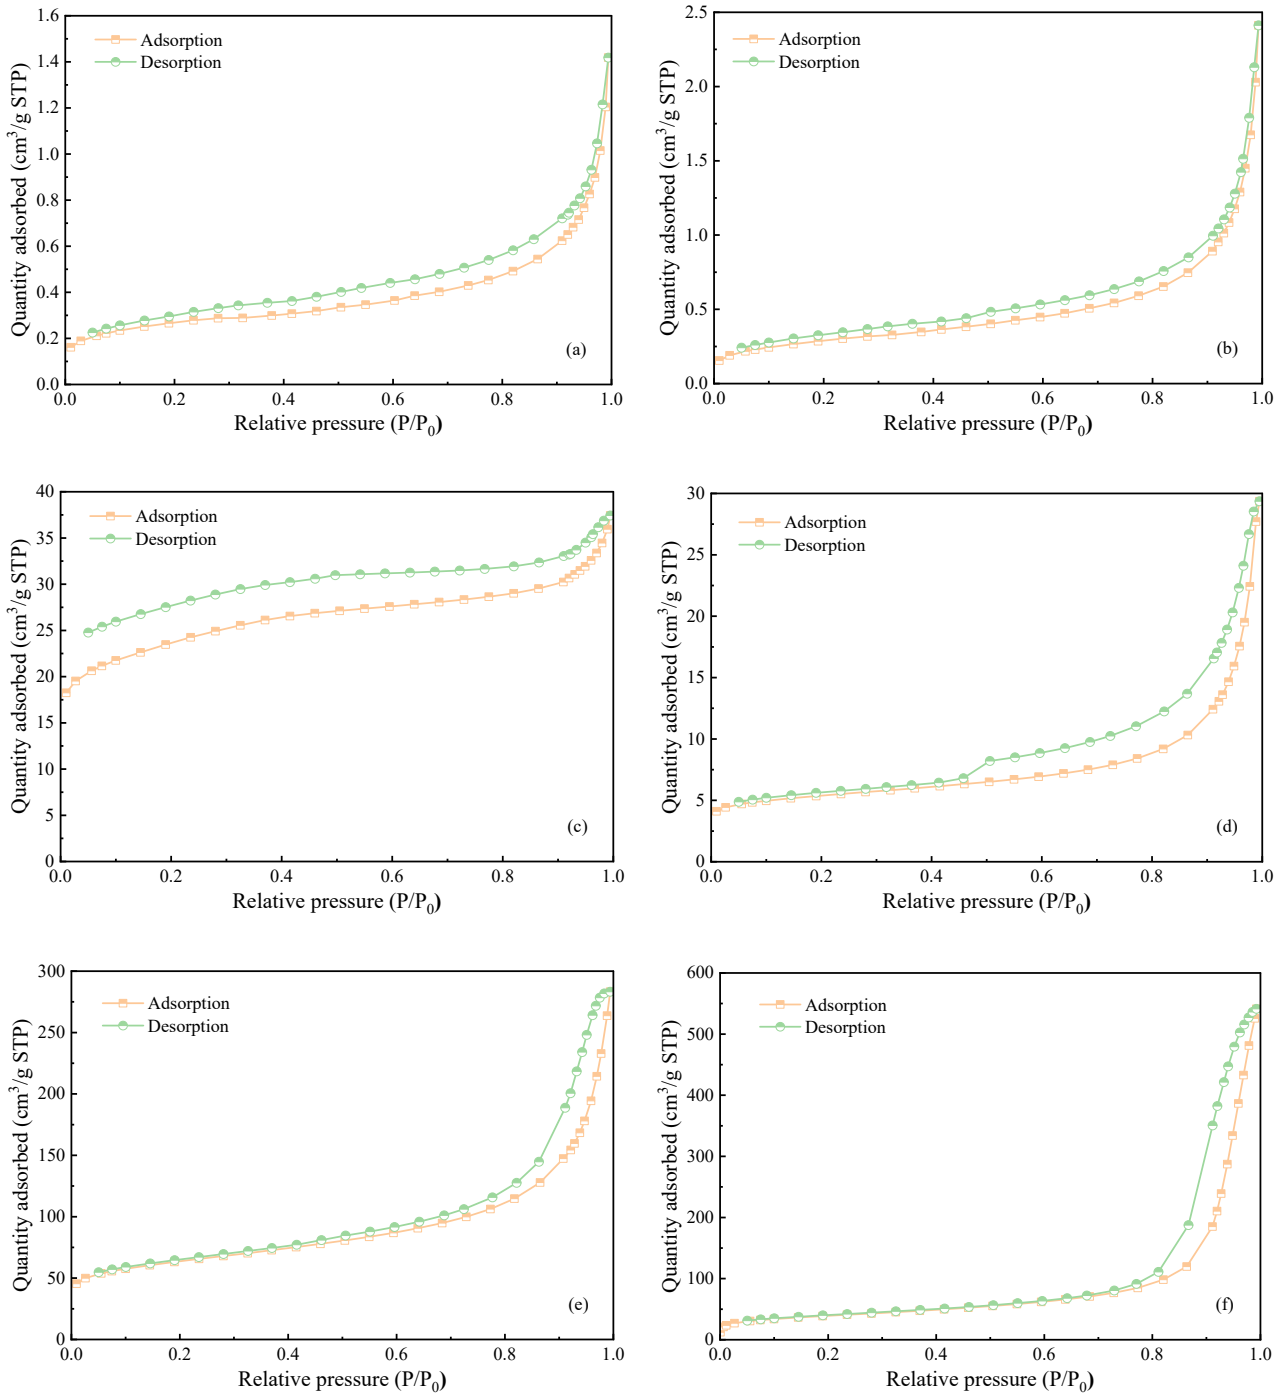 1.6
1.4
1.2
1.0
0.8
0.6
0.4
0.2
0.0
Quantity adsorbed (cm³/g STP)
Adsorption
Desorption
(a)
0.0 0.2 0.4 0.6 0.8 1.0
Relative pressure (P/P₀)
2.5
2.0
1.5
1.0
0.5
0.0
Quantity adsorbed (cm³/g STP)
Adsorption
Desorption
(b)
0.0 0.2 0.4 0.6 0.8 1.0
Relative pressure (P/P₀)
40
35
30
25
20
15
10
5
0
Quantity adsorbed (cm³/g STP)
Adsorption
Desorption
(c)
0.0 0.2 0.4 0.6 0.8 1.0
Relative pressure (P/P₀)
30
25
20
15
10
5
0
Quantity adsorbed (cm³/g STP)
Adsorption
Desorption
(d)
0.0 0.2 0.4 0.6 0.8 1.0
Relative pressure (P/P₀)
300
250
200
150
100
50
0
Quantity adsorbed (cm³/g STP)
Adsorption
Desorption
(e)
0.0 0.2 0.4 0.6 0.8 1.0
Relative pressure (P/P₀)
600
500
400
300
200
100
0
Quantity adsorbed (cm³/g STP)
Adsorption
Desorption
(f)
0.0 0.2 0.4 0.6 0.8 1.0
Relative pressure (P/P₀)